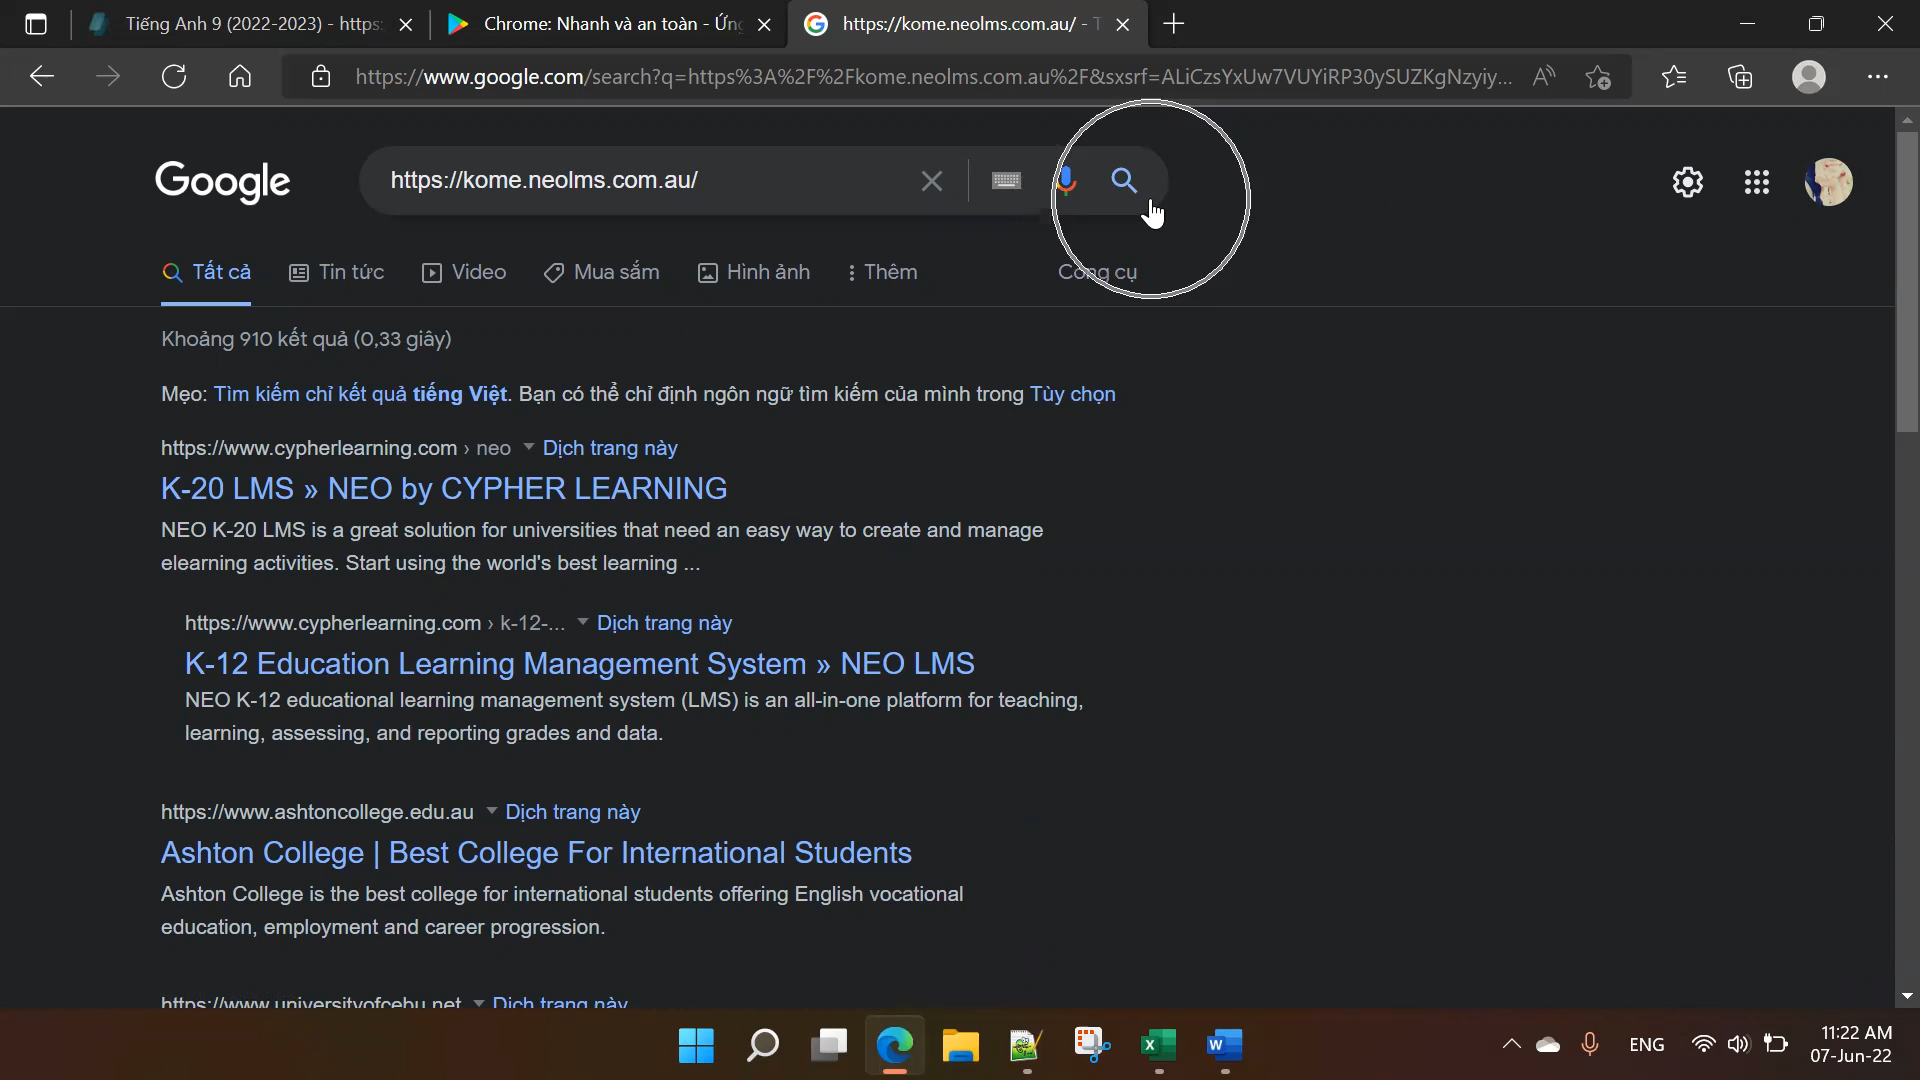 Tiếng Anh 9 (2022-2023) - https:
Chrome: Nhanh và an toàn - Ứng
https://kome.neolms.com.au/ - T
https://www.google.com/search?q=https%3A%2F%2Fkome.neolms.com.au%2F&sxsrf=ALiCzsYxUw7VUYiRP30ySUZKgNzyiy...
Google
https://kome.neolms.com.au/
Tất cả
Tin tức
Video
Mua sắm
Hình ảnh
Thêm
Công cụ
Khoảng 910 kết quả (0,33 giây)
Mẹo: Tìm kiếm chỉ kết quả tiếng Việt. Bạn có thể chỉ định ngôn ngữ tìm kiếm của mình trong Tùy chọn
https://www.cypherlearning.com › neo Dịch trang này
K-20 LMS » NEO by CYPHER LEARNING
NEO K-20 LMS is a great solution for universities that need an easy way to create and manage
elearning activities. Start using the world's best learning ...
https://www.cypherlearning.com › k-12-... Dịch trang này
K-12 Education Learning Management System » NEO LMS
NEO K-12 educational learning management system (LMS) is an all-in-one platform for teaching,
learning, assessing, and reporting grades and data.
https://www.ashtoncollege.edu.au Dịch trang này
Ashton College | Best College For International Students
Ashton College is the best college for international students offering English vocational
education, employment and career progression.
https://www.universityofcebu.net Dịch trang này
ENG
11:22 AM
07-Jun-22